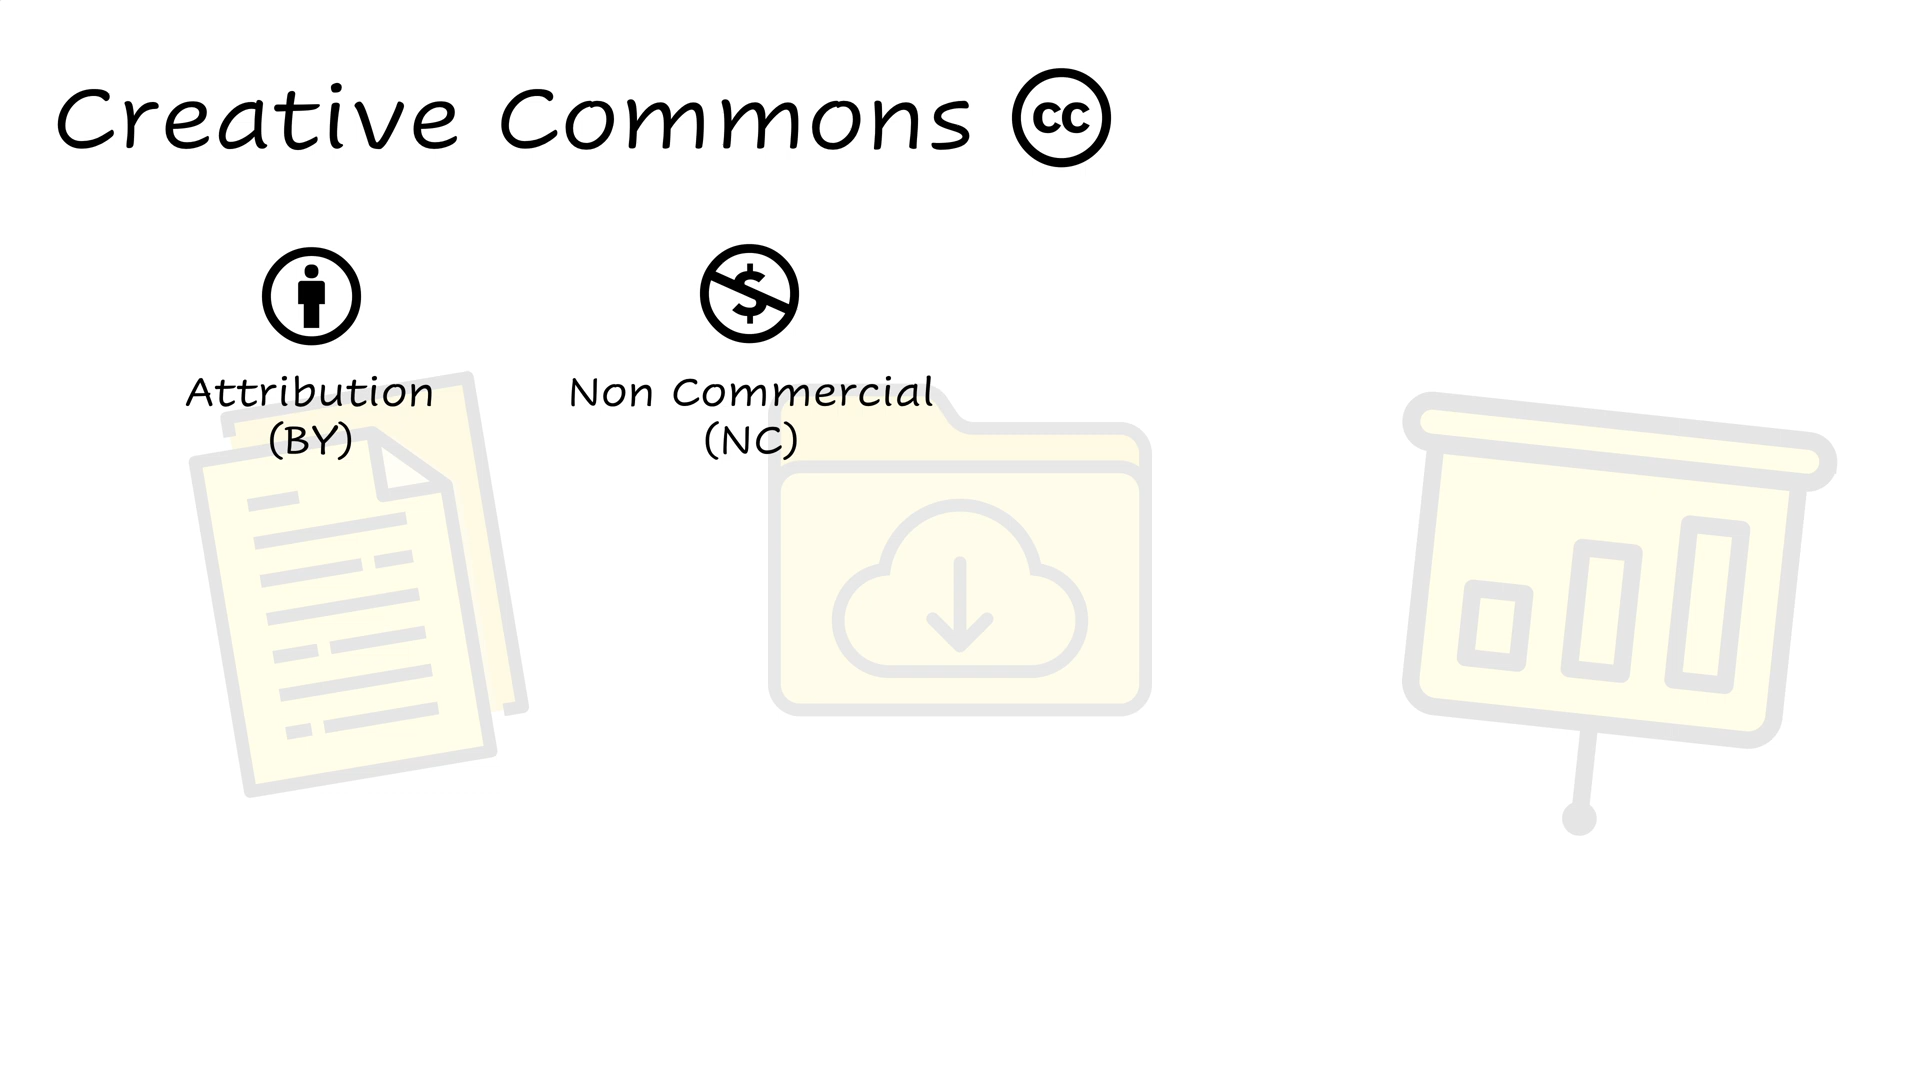 Creative Commons cc
Attribution
(BY)
Non Commercial
(NC)